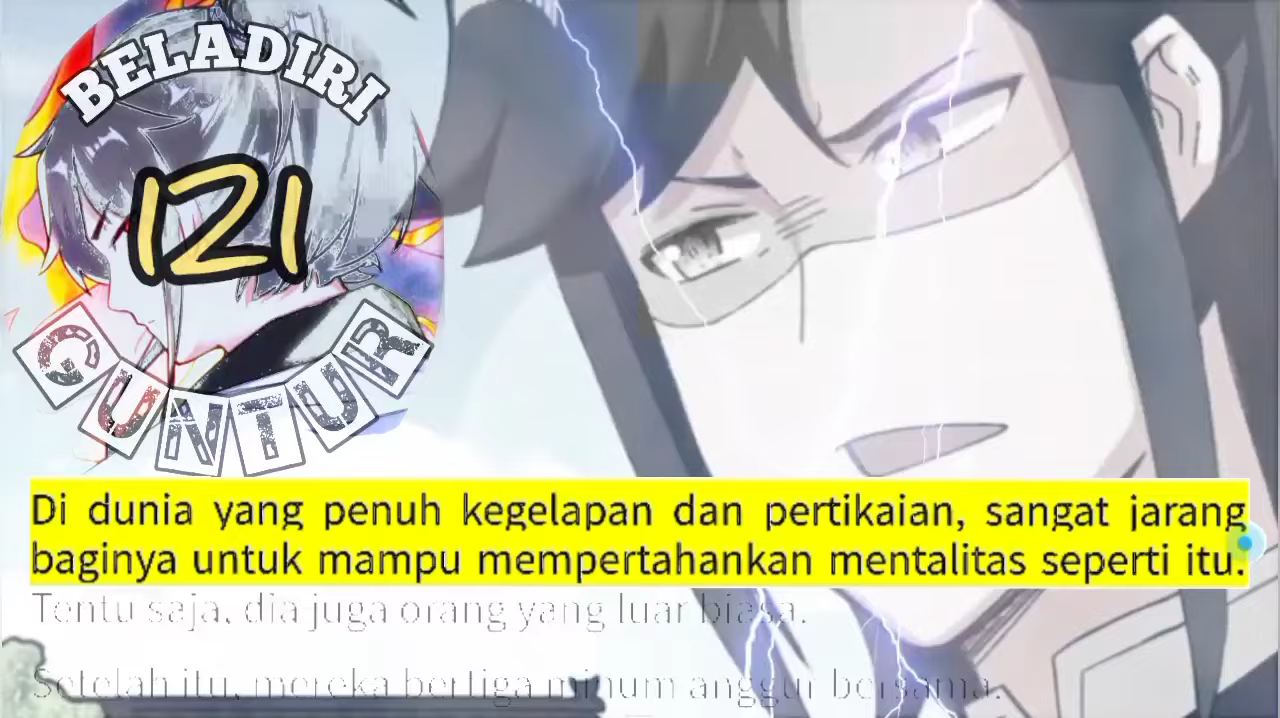 BELADIRI
121
GUNTUR
Di dunia yang penuh kegelapan dan pertikaian, sangat jarang
baginya untuk mampu mempertahankan mentalitas seperti itu.
Tentu saja, dia juga orang yang luar biasa.
Setelah itu, mereka bertiga minum anggur bersama.